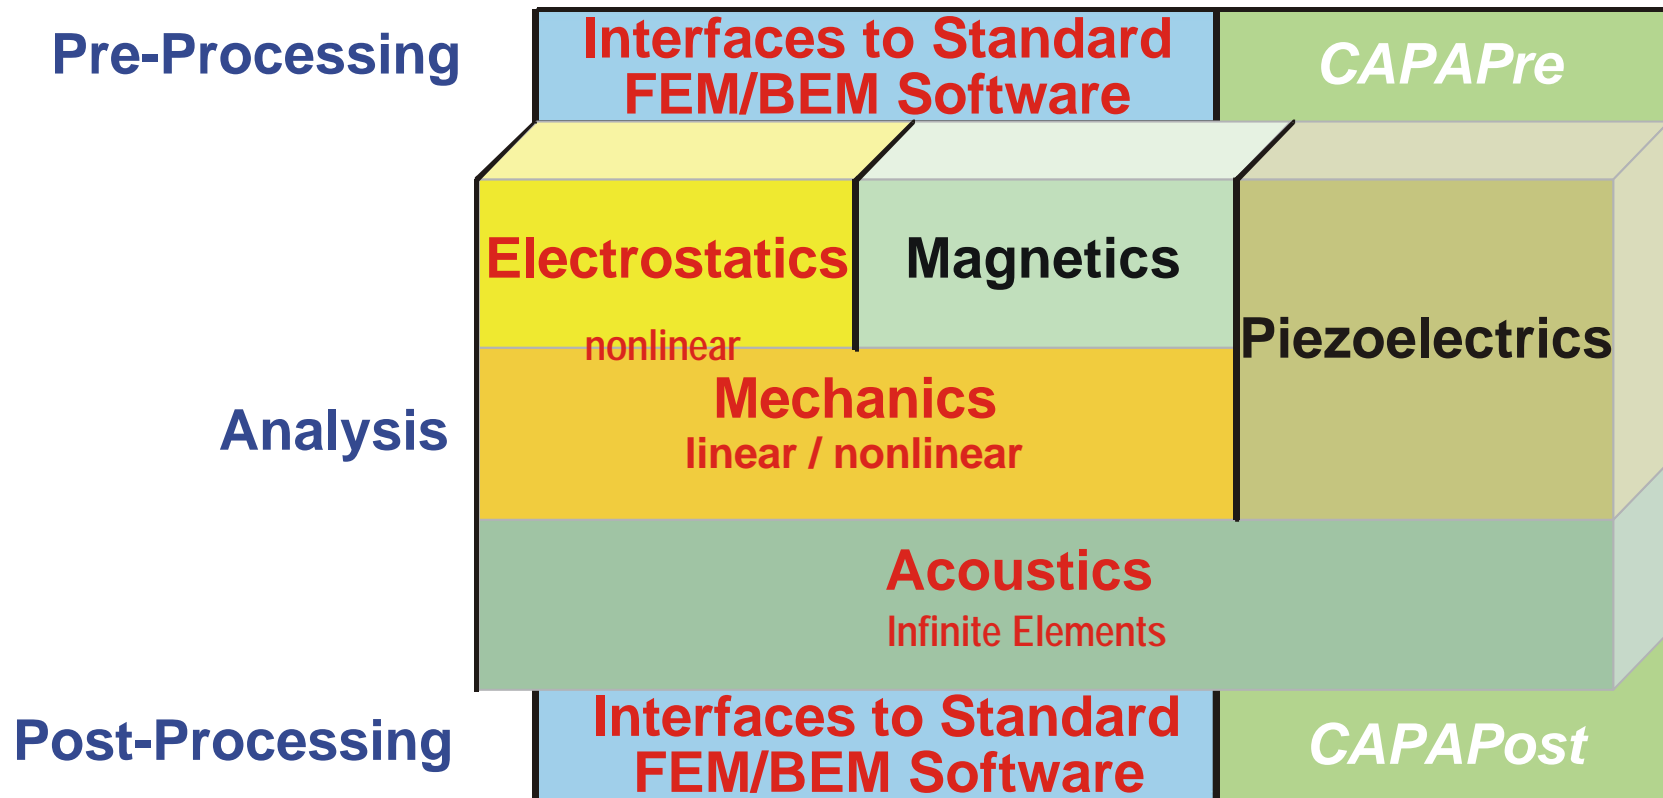 Pre-Processing
Interfaces to Standard
FEM/BEM Software
CAPAPre
Electrostatics
Magnetics
nonlinear
Piezoelectrics
Mechanics
linear / nonlinear
Analysis
Acoustics
Infinite Elements
Post-Processing
Interfaces to Standard
FEM/BEM Software
CAPAPost